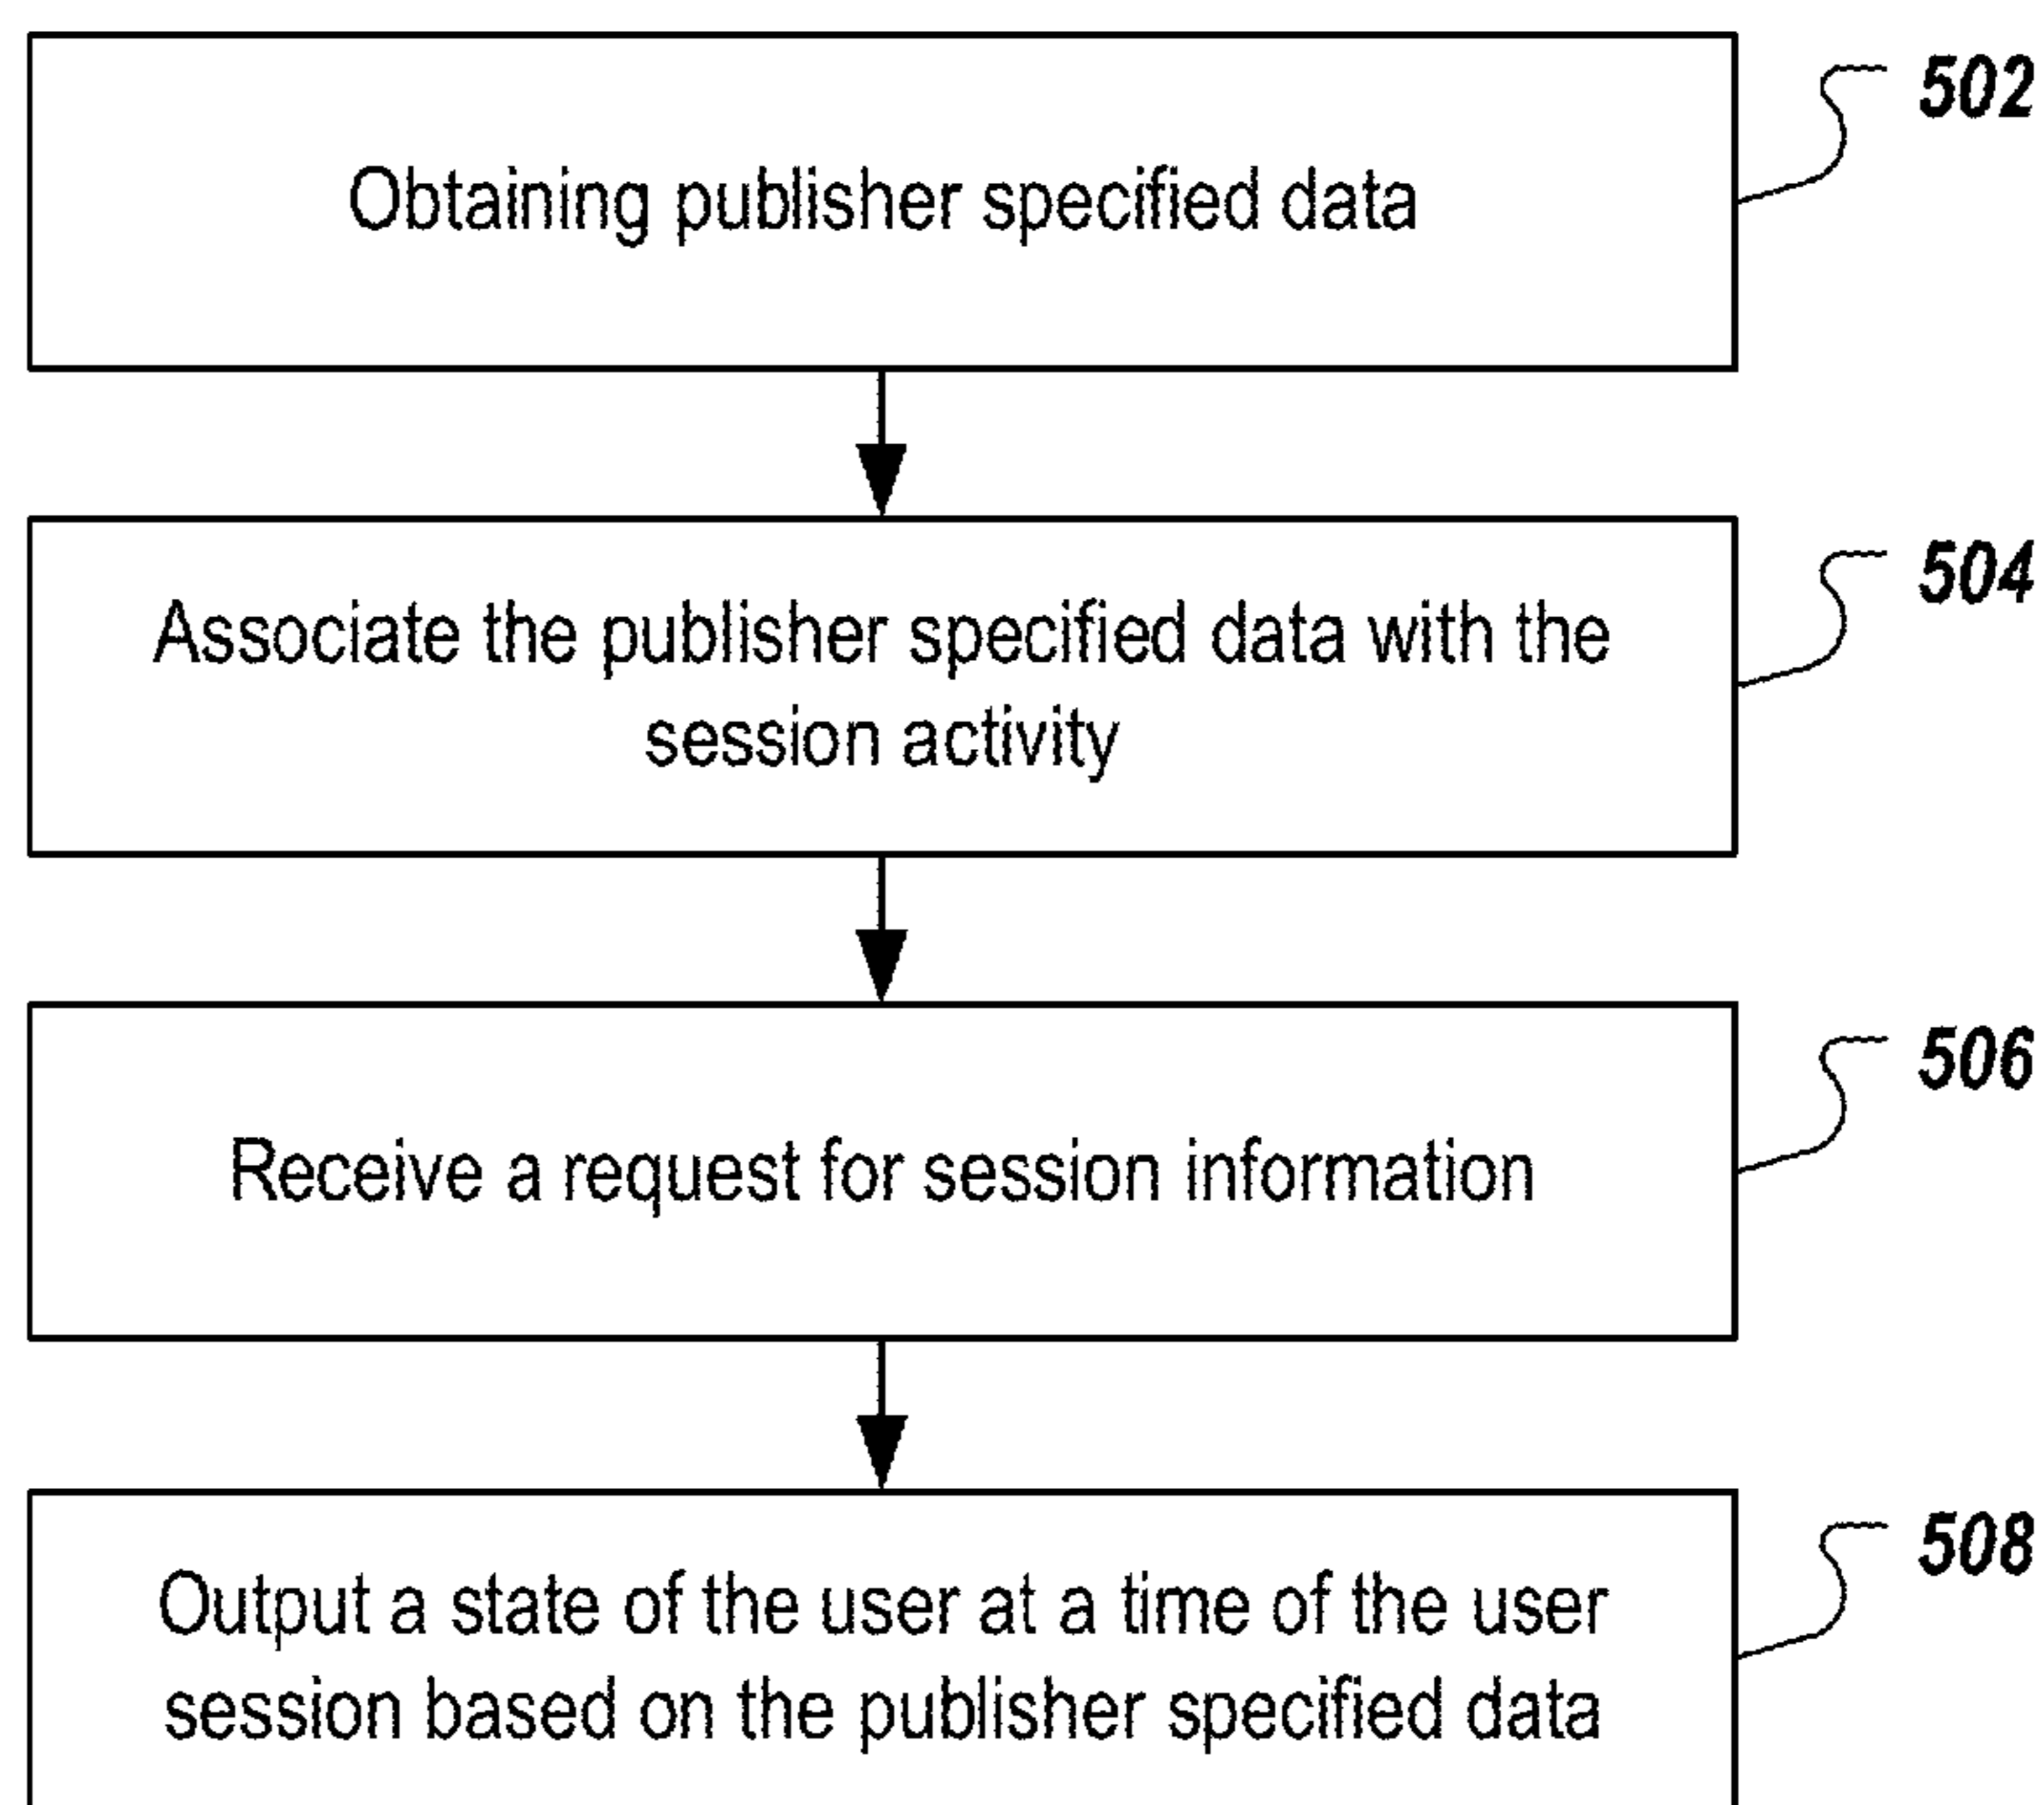 502
Obtaining publisher specified data
504
Associate the publisher specified data with the
session activity
506
Receive a request for session information
508
Output a state of the user at a time of the user
session based on the publisher specified data